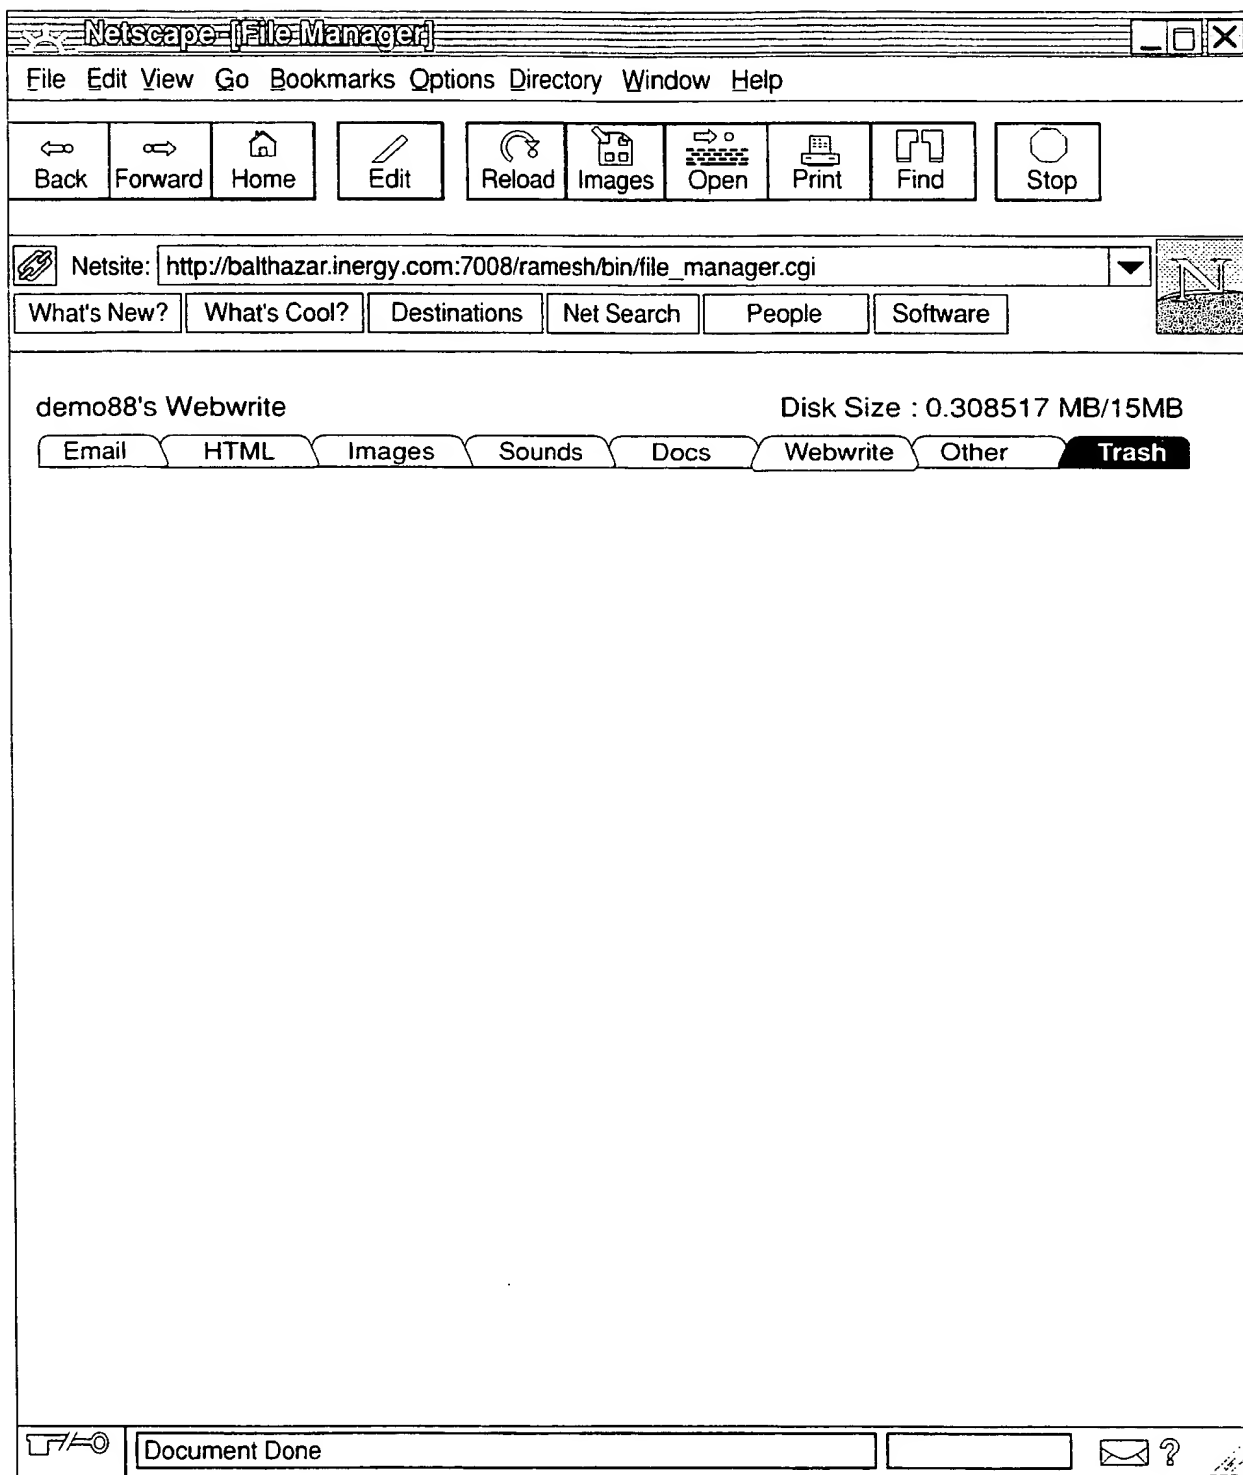 Netscape-[File Manager]
File Edit View Go Bookmarks Options Directory Window Help
Back Forward Home Edit Reload Images Open Print Find Stop
Netsite: http://balthazar.inergy.com:7008/ramesh/bin/file_manager.cgi
N
What's New? What's Cool? Destinations Net Search People Software
demo88's Webwrite Disk Size : 0.308517 MB/15MB
Email HTML Images Sounds Docs Webwrite Other Trash
Document Done
?